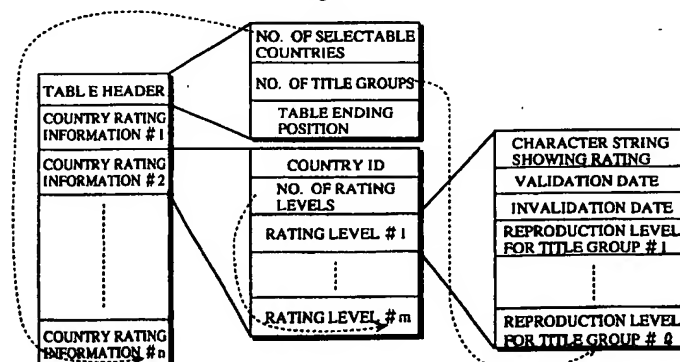 NO. OF SELECTABLE
COUNTRIES
NO. OF TITLE GROUPS
TABLE ENDING
POSITION
TABLE HEADER
COUNTRY RATING
INFORMATION #1
COUNTRY RATING
INFORMATION #2
COUNTRY RATING
INFORMATION #n
COUNTRY ID
NO. OF RATING
LEVELS
RATING LEVEL #1
RATING LEVEL #m
CHARACTER STRING
SHOWING RATING
VALIDATION DATE
INVALIDATION DATE
REPRODUCTION LEVEL
FOR TITLE GROUP #1
REPRODUCTION LEVEL
FOR TITLE GROUP # ℓ